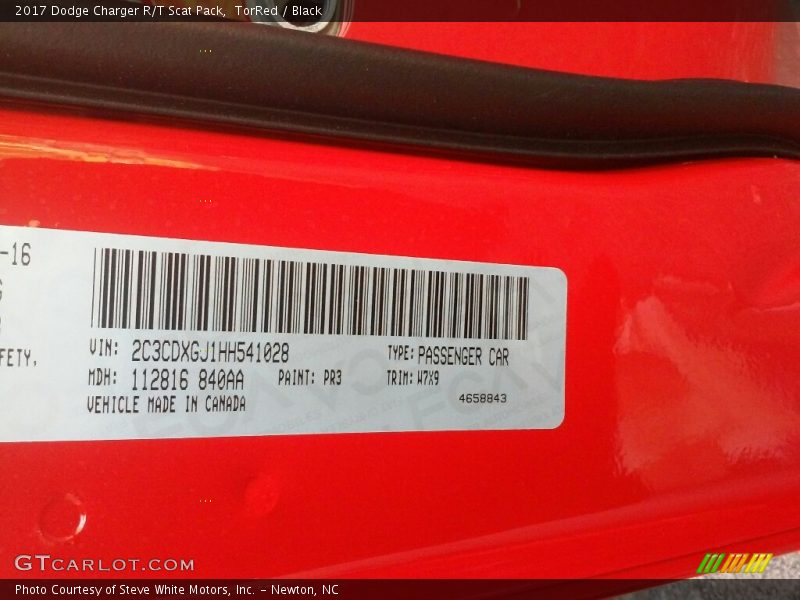 2017 Dodge Charger R/T Scat Pack, TorRed / Black
-16
FETY.
VIN: 2C3CDXGJ1HH541028
TYPE: PASSENGER CAR
MDH: 112816 840AA
PAINT: PR3
TRIM: W7X9
VEHICLE MADE IN CANADA
4658843
GTCARLOT.COM
Photo Courtesy of Steve White Motors, Inc. – Newton, NC